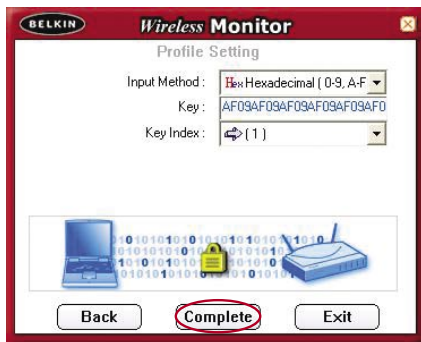 BELKIN Wireless Monitor
Profile Setting
Input Method : Hex Hexadecimal ( 0-9, A-F
Key : AF09AF09AF09AF09AF09AF0
Key Index : (1)
Back Complete Exit